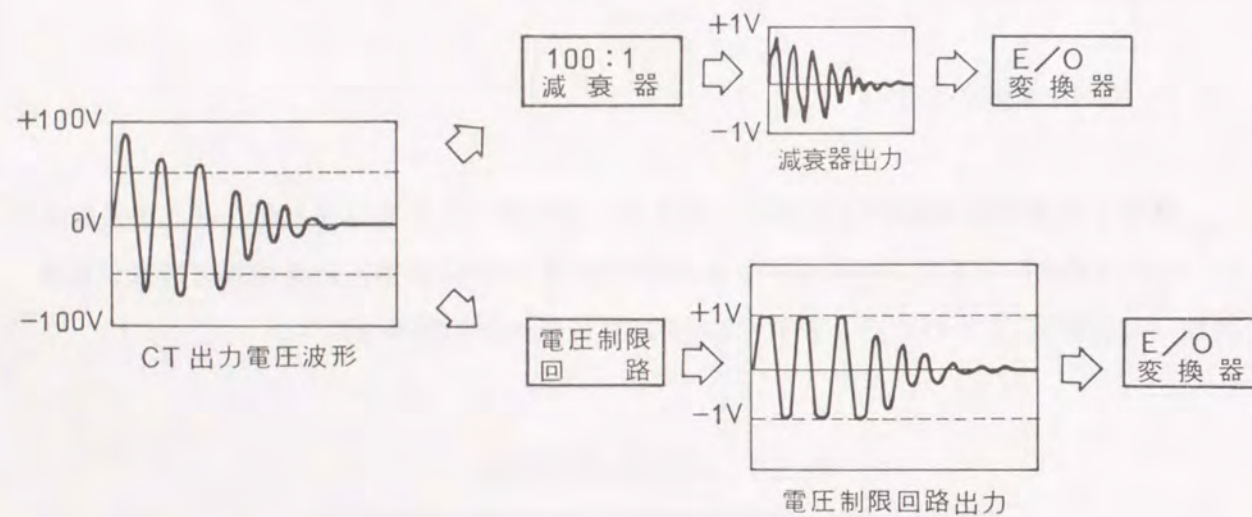 100:1
減衰器
+1V
-1V
減衰器出力
E/O
変換器
+100V
0V
-100V
CT出力電圧波形
電圧制限
回路
+1V
-1V
電圧制限回路出力
E/O
変換器